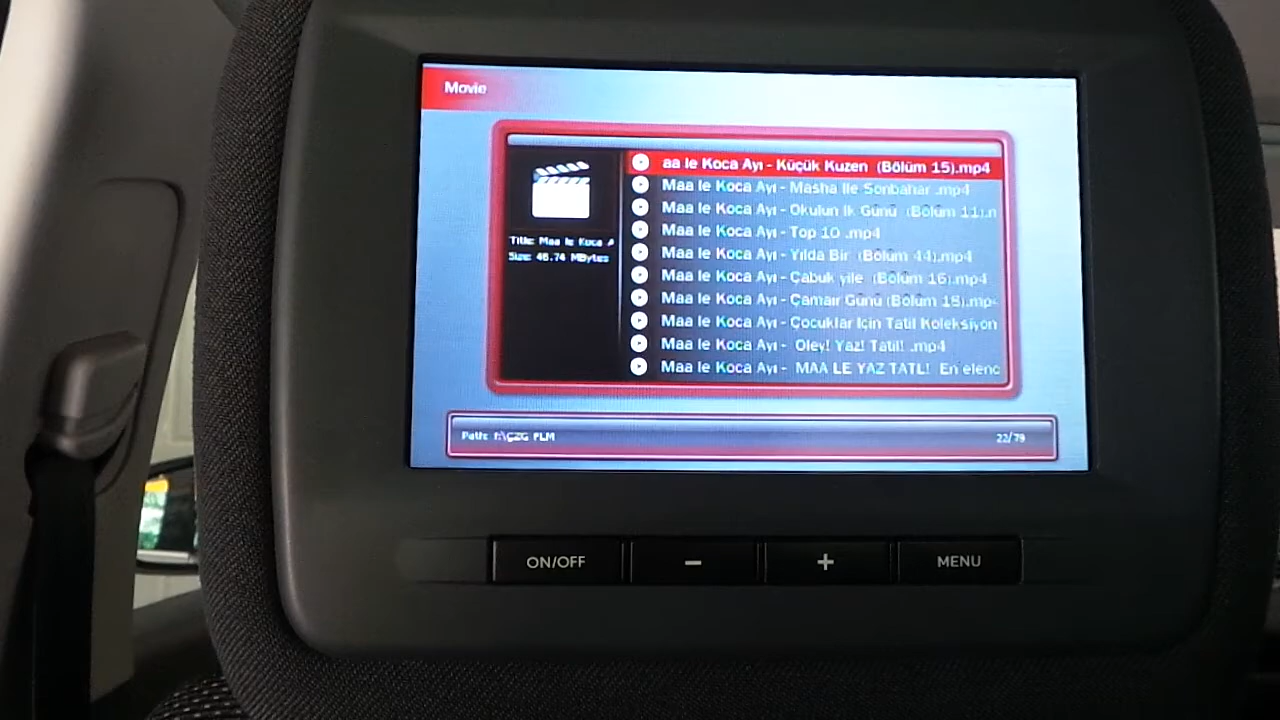 Movie
aa le Koca Ayı - Küçük Kuzen (Bölüm 15).mp4
Maa le Koca Ayı - Masha Ile Sonbahar .mp4
Maa le Koca Ayı - Okulun lk Günü (Bölüm 11).n
Maa le Koca Ayı - Top 10 .mp4
Maa le Koca Ayı - Yılda Bir (Bölüm 44).mp4
Maa le Koca Ayı - Çabuk yile (Bölüm 16).mp4
Maa le Koca Ayı - Çamaır Günü (Bölüm 18).mp
Maa le Koca Ayı - Çocuklar Için Tatil Koleksiyon
Maa le Koca Ayı - Oley! Yaz! Tatil! .mp4
Maa le Koca Ayı - MAA LE YAZ TATL! En elenc
Title: Maa le Koca A
Size: 46.74 MBytes
Path: f:\ÇZG FLM
22/79
ON/OFF
−
+
MENU